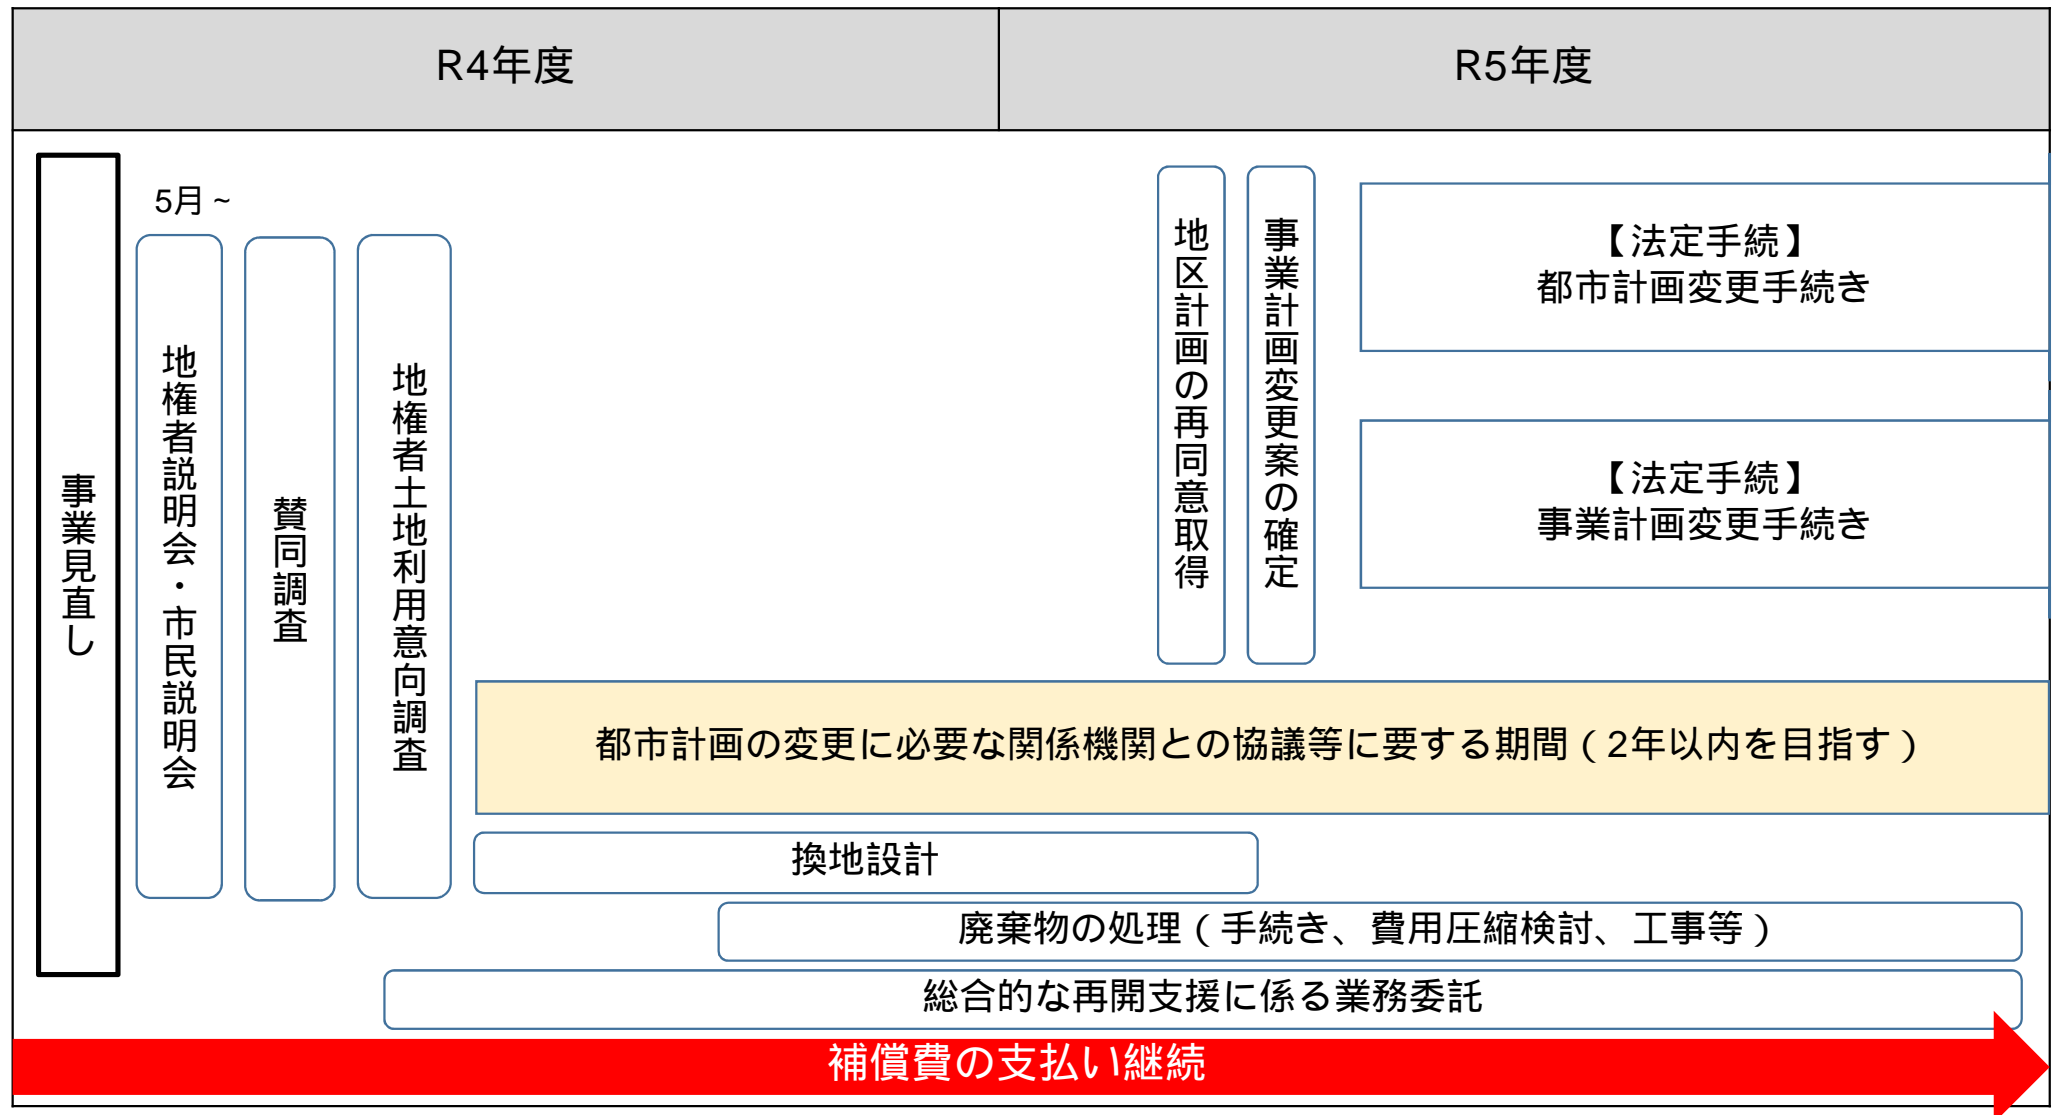 R4年度
R5年度
事業見直し
5月~
地権者説明会・市民説明会
賛同調査
地権者土地利用意向調査
地区計画の再同意取得
事業計画変更案の確定
【法定手続】
都市計画変更手続き
【法定手続】
事業計画変更手続き
都市計画の変更に必要な関係機関との協議等に要する期間(2年以内を目指す)
換地設計
廃棄物の処理(手続き、費用圧縮検討、工事等)
総合的な再開支援に係る業務委託
補償費の支払い継続